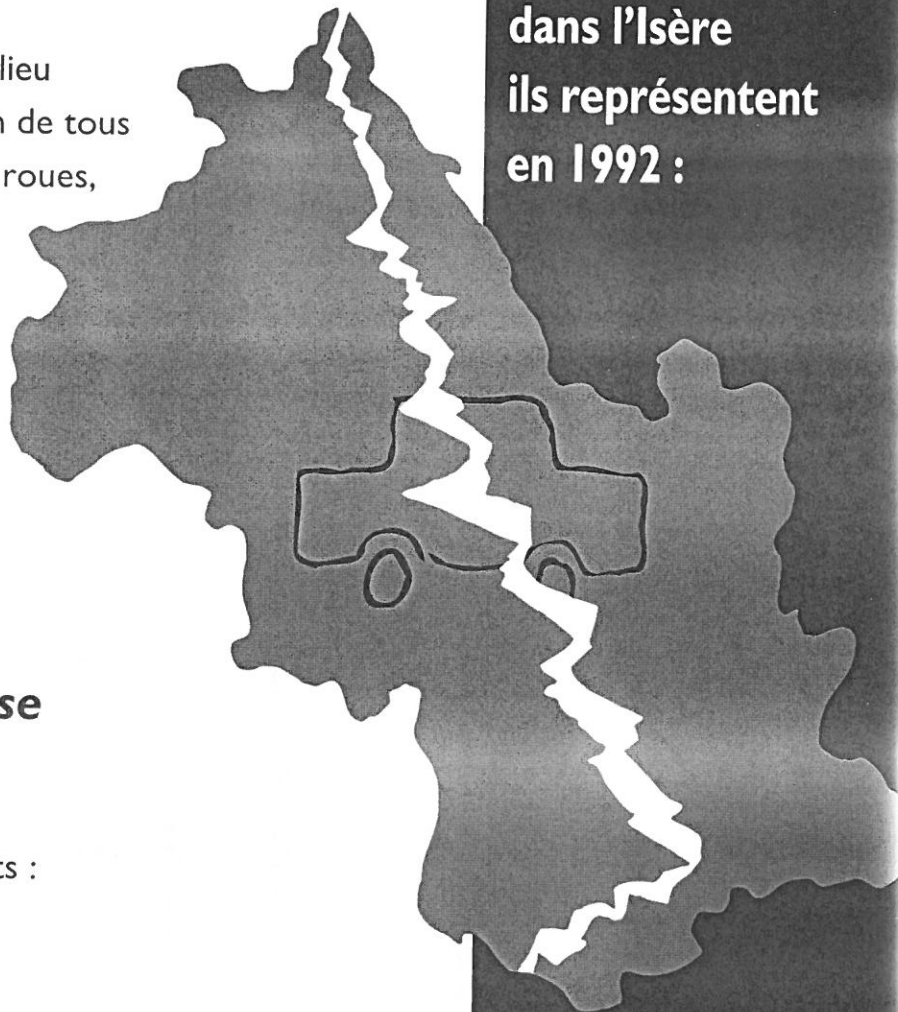 lieu
n de tous
roues,
se
ts :
dans l'Isère
ils représentent
en 1992 :